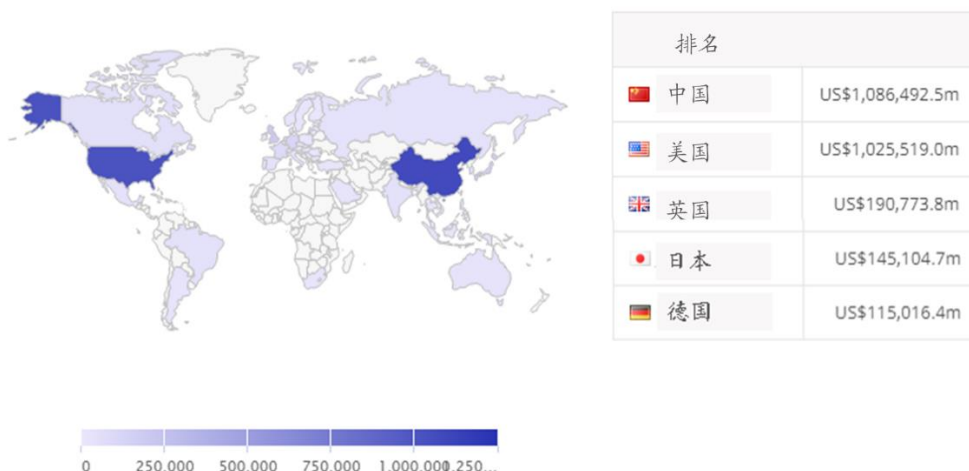 排名
中国 US$1,086,492.5m
美国 US$1,025,519.0m
英国 US$190,773.8m
日本 US$145,104.7m
德国 US$115,016.4m
0 250,000 500,000 750,000 1,000,000 1,250...